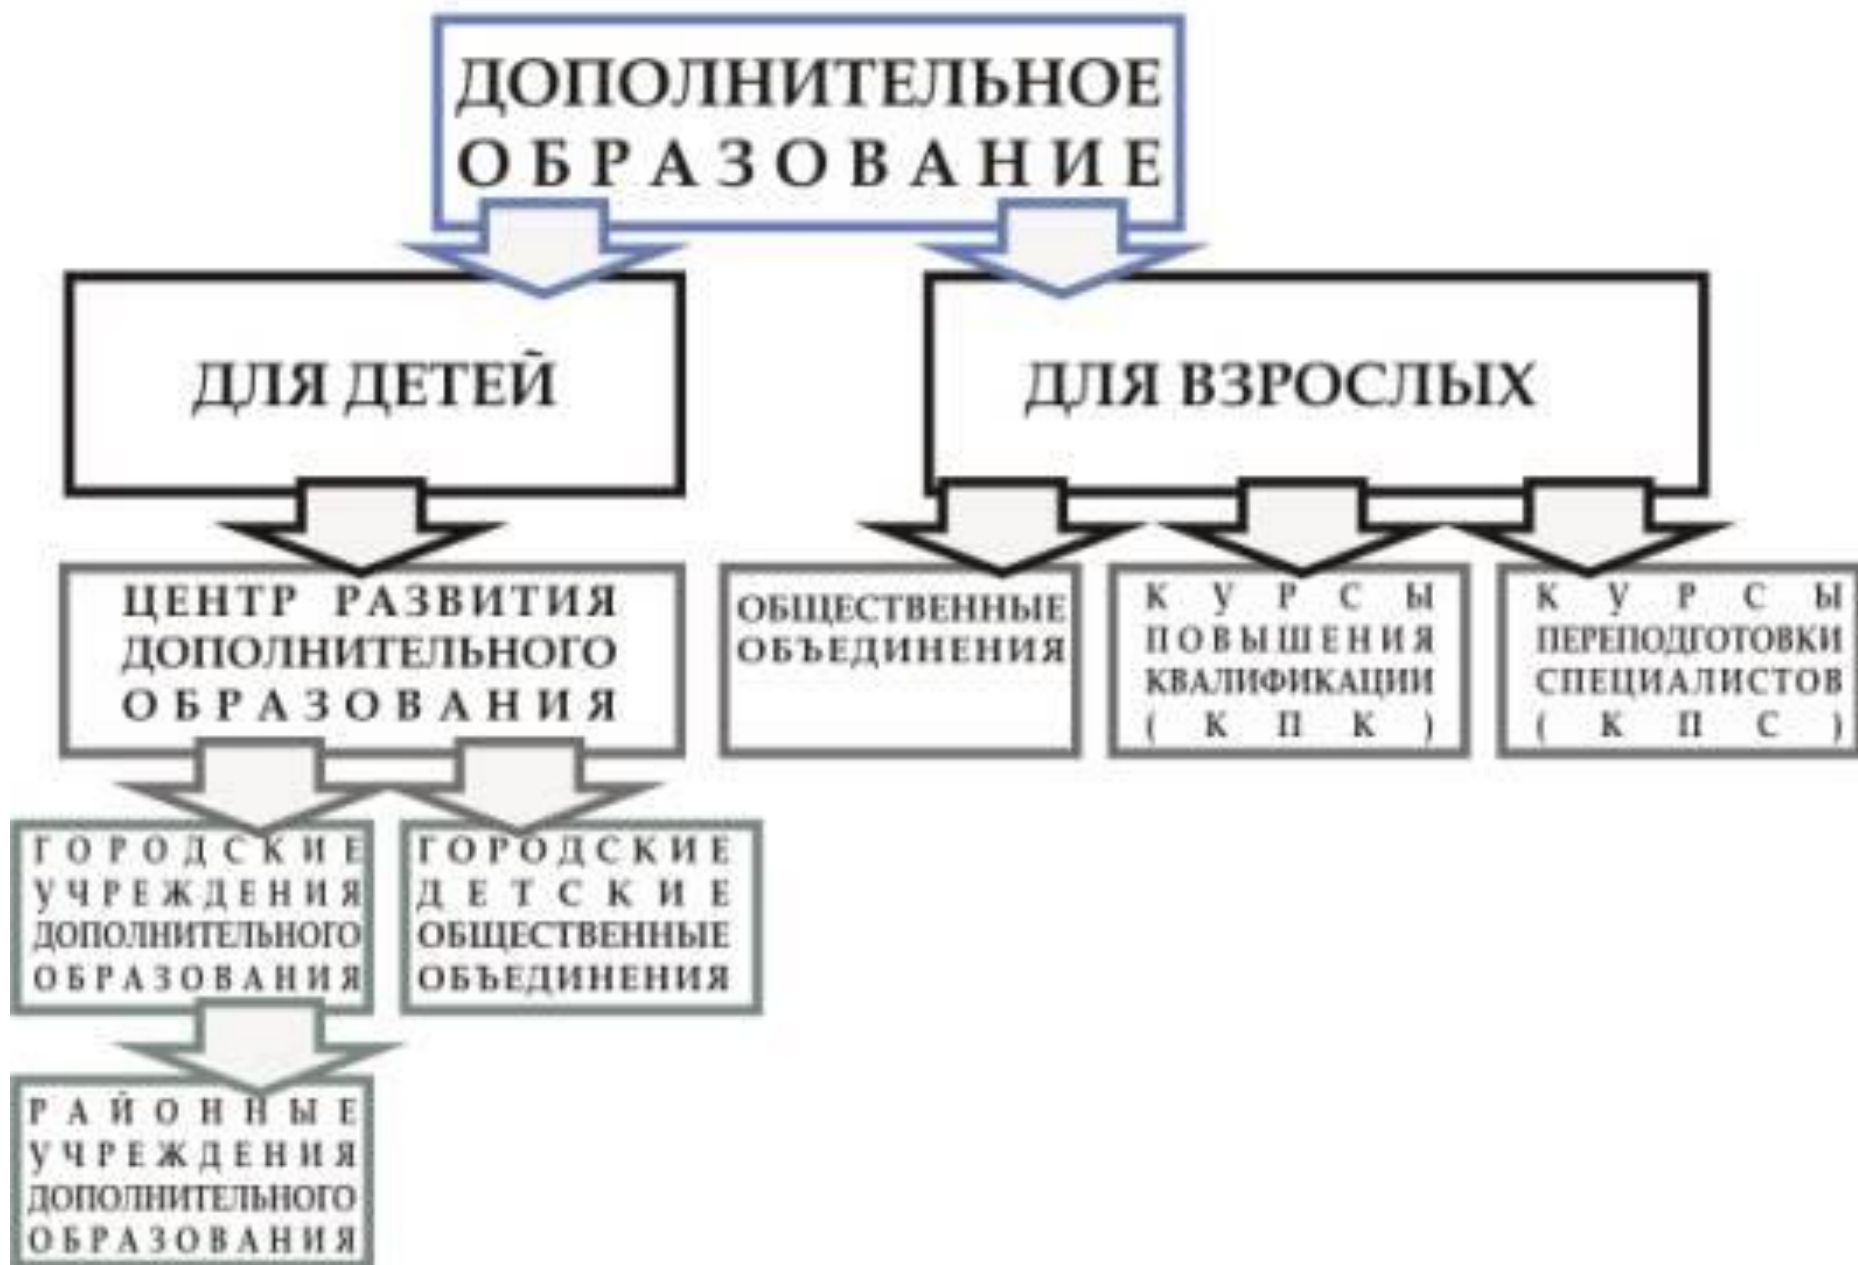 ДОПОЛНИТЕЛЬНОЕ
ОБРАЗОВАНИЕ
ДЛЯ ДЕТЕЙ
ДЛЯ ВЗРОСЛЫХ
ЦЕНТР РАЗВИТИЯ
ДОПОЛНИТЕЛЬНОГО
ОБРАЗОВАНИЯ
ОБЩЕСТВЕННЫЕ
ОБЪЕДИНЕНИЯ
КУРСЫ
ПОВЫШЕНИЯ
КВАЛИФИКАЦИИ
(КПК)
КУРСЫ
ПЕРЕПОДГОТОВКИ
СПЕЦИАЛИСТОВ
(КПС)
ГОРОДСКИЕ
УЧРЕЖДЕНИЯ
ДОПОЛНИТЕЛЬНОГО
ОБРАЗОВАНИЯ
ГОРОДСКИЕ
ДЕТСКИЕ
ОБЩЕСТВЕННЫЕ
ОБЪЕДИНЕНИЯ
РАЙОННЫЕ
УЧРЕЖДЕНИЯ
ДОПОЛНИТЕЛЬНОГО
ОБРАЗОВАНИЯ